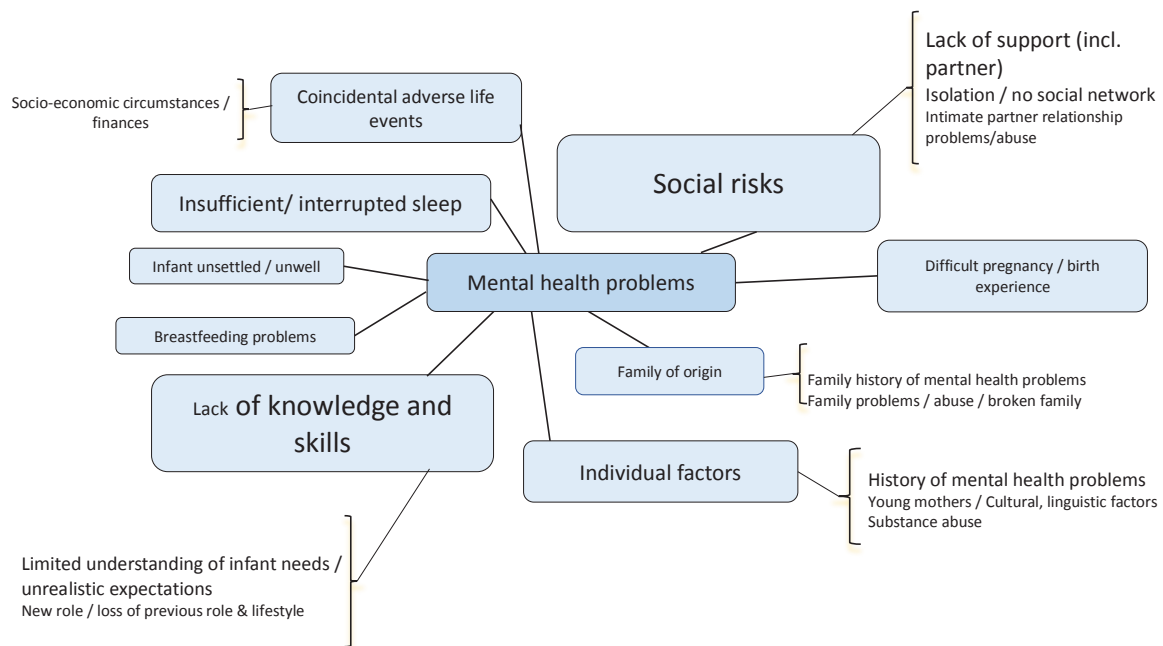 Lack of support (incl.
partner)
Isolation / no social network
Intimate partner relationship
problems/abuse
Socio-economic circumstances /
finances
Coincidental adverse life
events
Social risks
Insufficient/ interrupted sleep
Infant unsettled / unwell
Mental health problems
Difficult pregnancy / birth
experience
Breastfeeding problems
Family of origin
Family history of mental health problems
Family problems / abuse / broken family
Lack of knowledge and
skills
Individual factors
History of mental health problems
Young mothers / Cultural, linguistic factors
Substance abuse
Limited understanding of infant needs /
unrealistic expectations
New role / loss of previous role & lifestyle